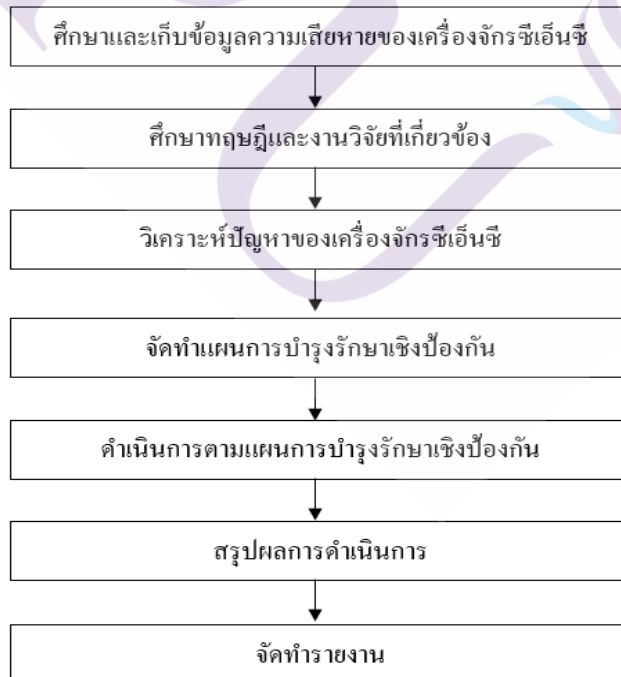 ศึกษาและเก็บข้อมูลความเสียหายของเครื่องจักรซีเอ็นซี
ศึกษาทฤษฎีและงานวิจัยที่เกี่ยวข้อง
วิเคราะห์ปัญหาของเครื่องจักรซีเอ็นซี
จัดทำแผนการบำรุงรักษาเชิงป้องกัน
ดำเนินการตามแผนการบำรุงรักษาเชิงป้องกัน
สรุปผลการดำเนินการ
จัดทำรายงาน